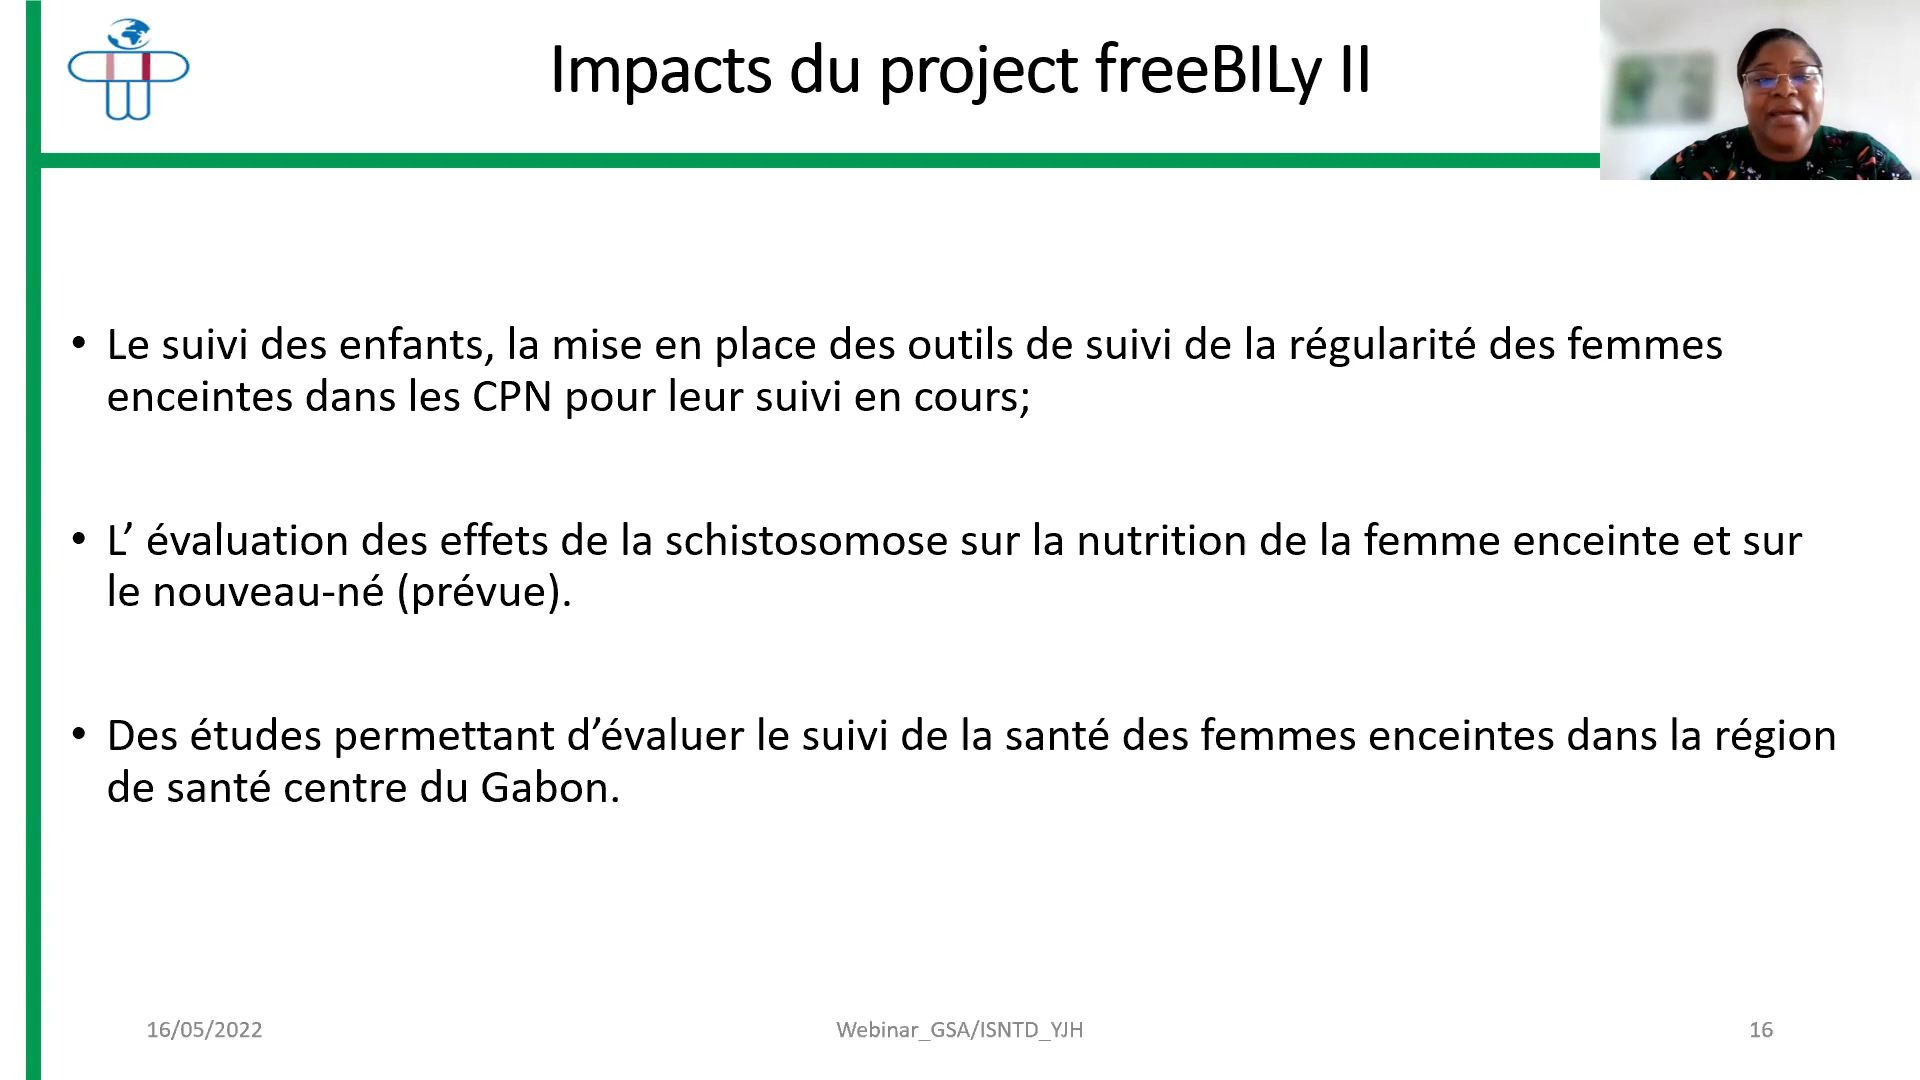 Impacts du project freeBILy II
• Le suivi des enfants, la mise en place des outils de suivi de la régularité des femmes
enceintes dans les CPN pour leur suivi en cours;
• L’ évaluation des effets de la schistosomose sur la nutrition de la femme enceinte et sur
le nouveau-né (prévue).
• Des études permettant d’évaluer le suivi de la santé des femmes enceintes dans la région
de santé centre du Gabon.
16/05/2022
Webinar_GSA/ISNTD_YJH
16